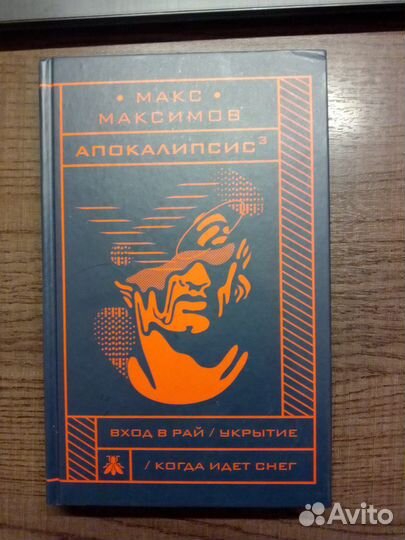 • МАКС •
МАКСИМОВ
АПОКАЛИПСИС³
ВХОД В РАЙ / УКРЫТИЕ
/ КОГДА ИДЕТ СНЕГ
Avito